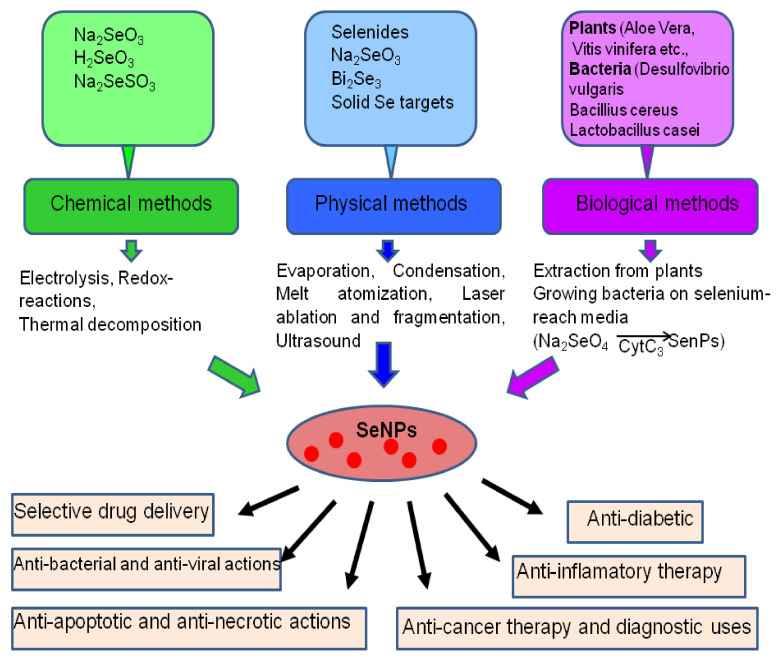 Na₂SeO₃
H₂SeO₃
Na₂SeSO₃
Selenides
Na₂SeO₃
Bi₂Se₃
Solid Se targets
Plants (Aloe Vera,
Vitis vinifera etc.,
Bacteria (Desulfovibrio
vulgaris
Bacillius cereus
Lactobacillus casei
Chemical methods
Physical methods
Biological methods
Electrolysis, Redox-
reactions,
Thermal decomposition
Evaporation, Condensation,
Melt atomization, Laser
ablation and fragmentation,
Ultrasound
Extraction from plants
Growing bacteria on selenium-
reach media
(Na₂SeO₄ CytC₃ SenPs)
SeNPs
Selective drug delivery
Anti-bacterial and anti-viral actions
Anti-apoptotic and anti-necrotic actions
Anti-diabetic
Anti-inflamatory therapy
Anti-cancer therapy and diagnostic uses